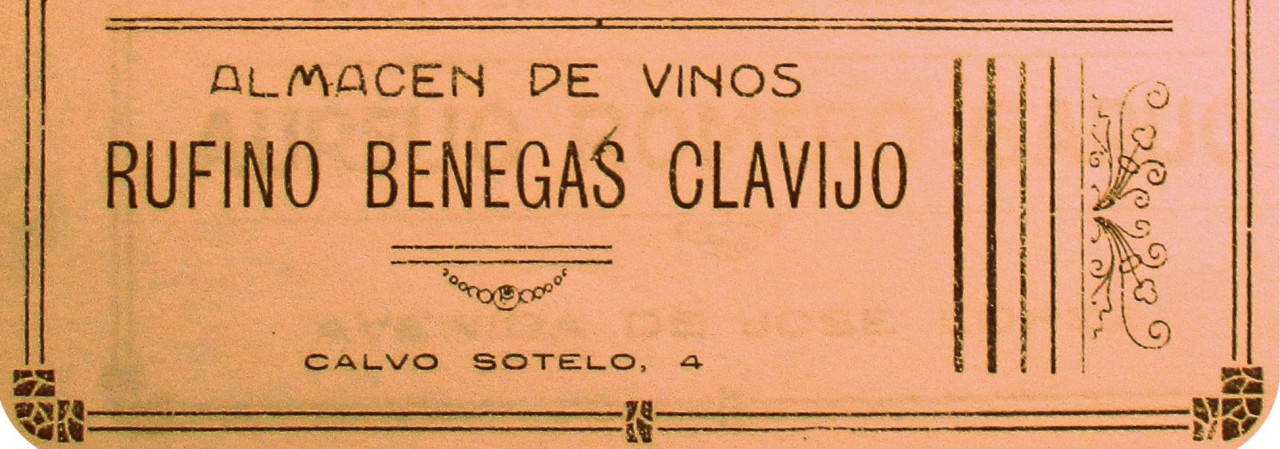 ALMACEN DE VINOS
RUFINO BENEGAS CLAVIJO
CALVO SOTELO, 4